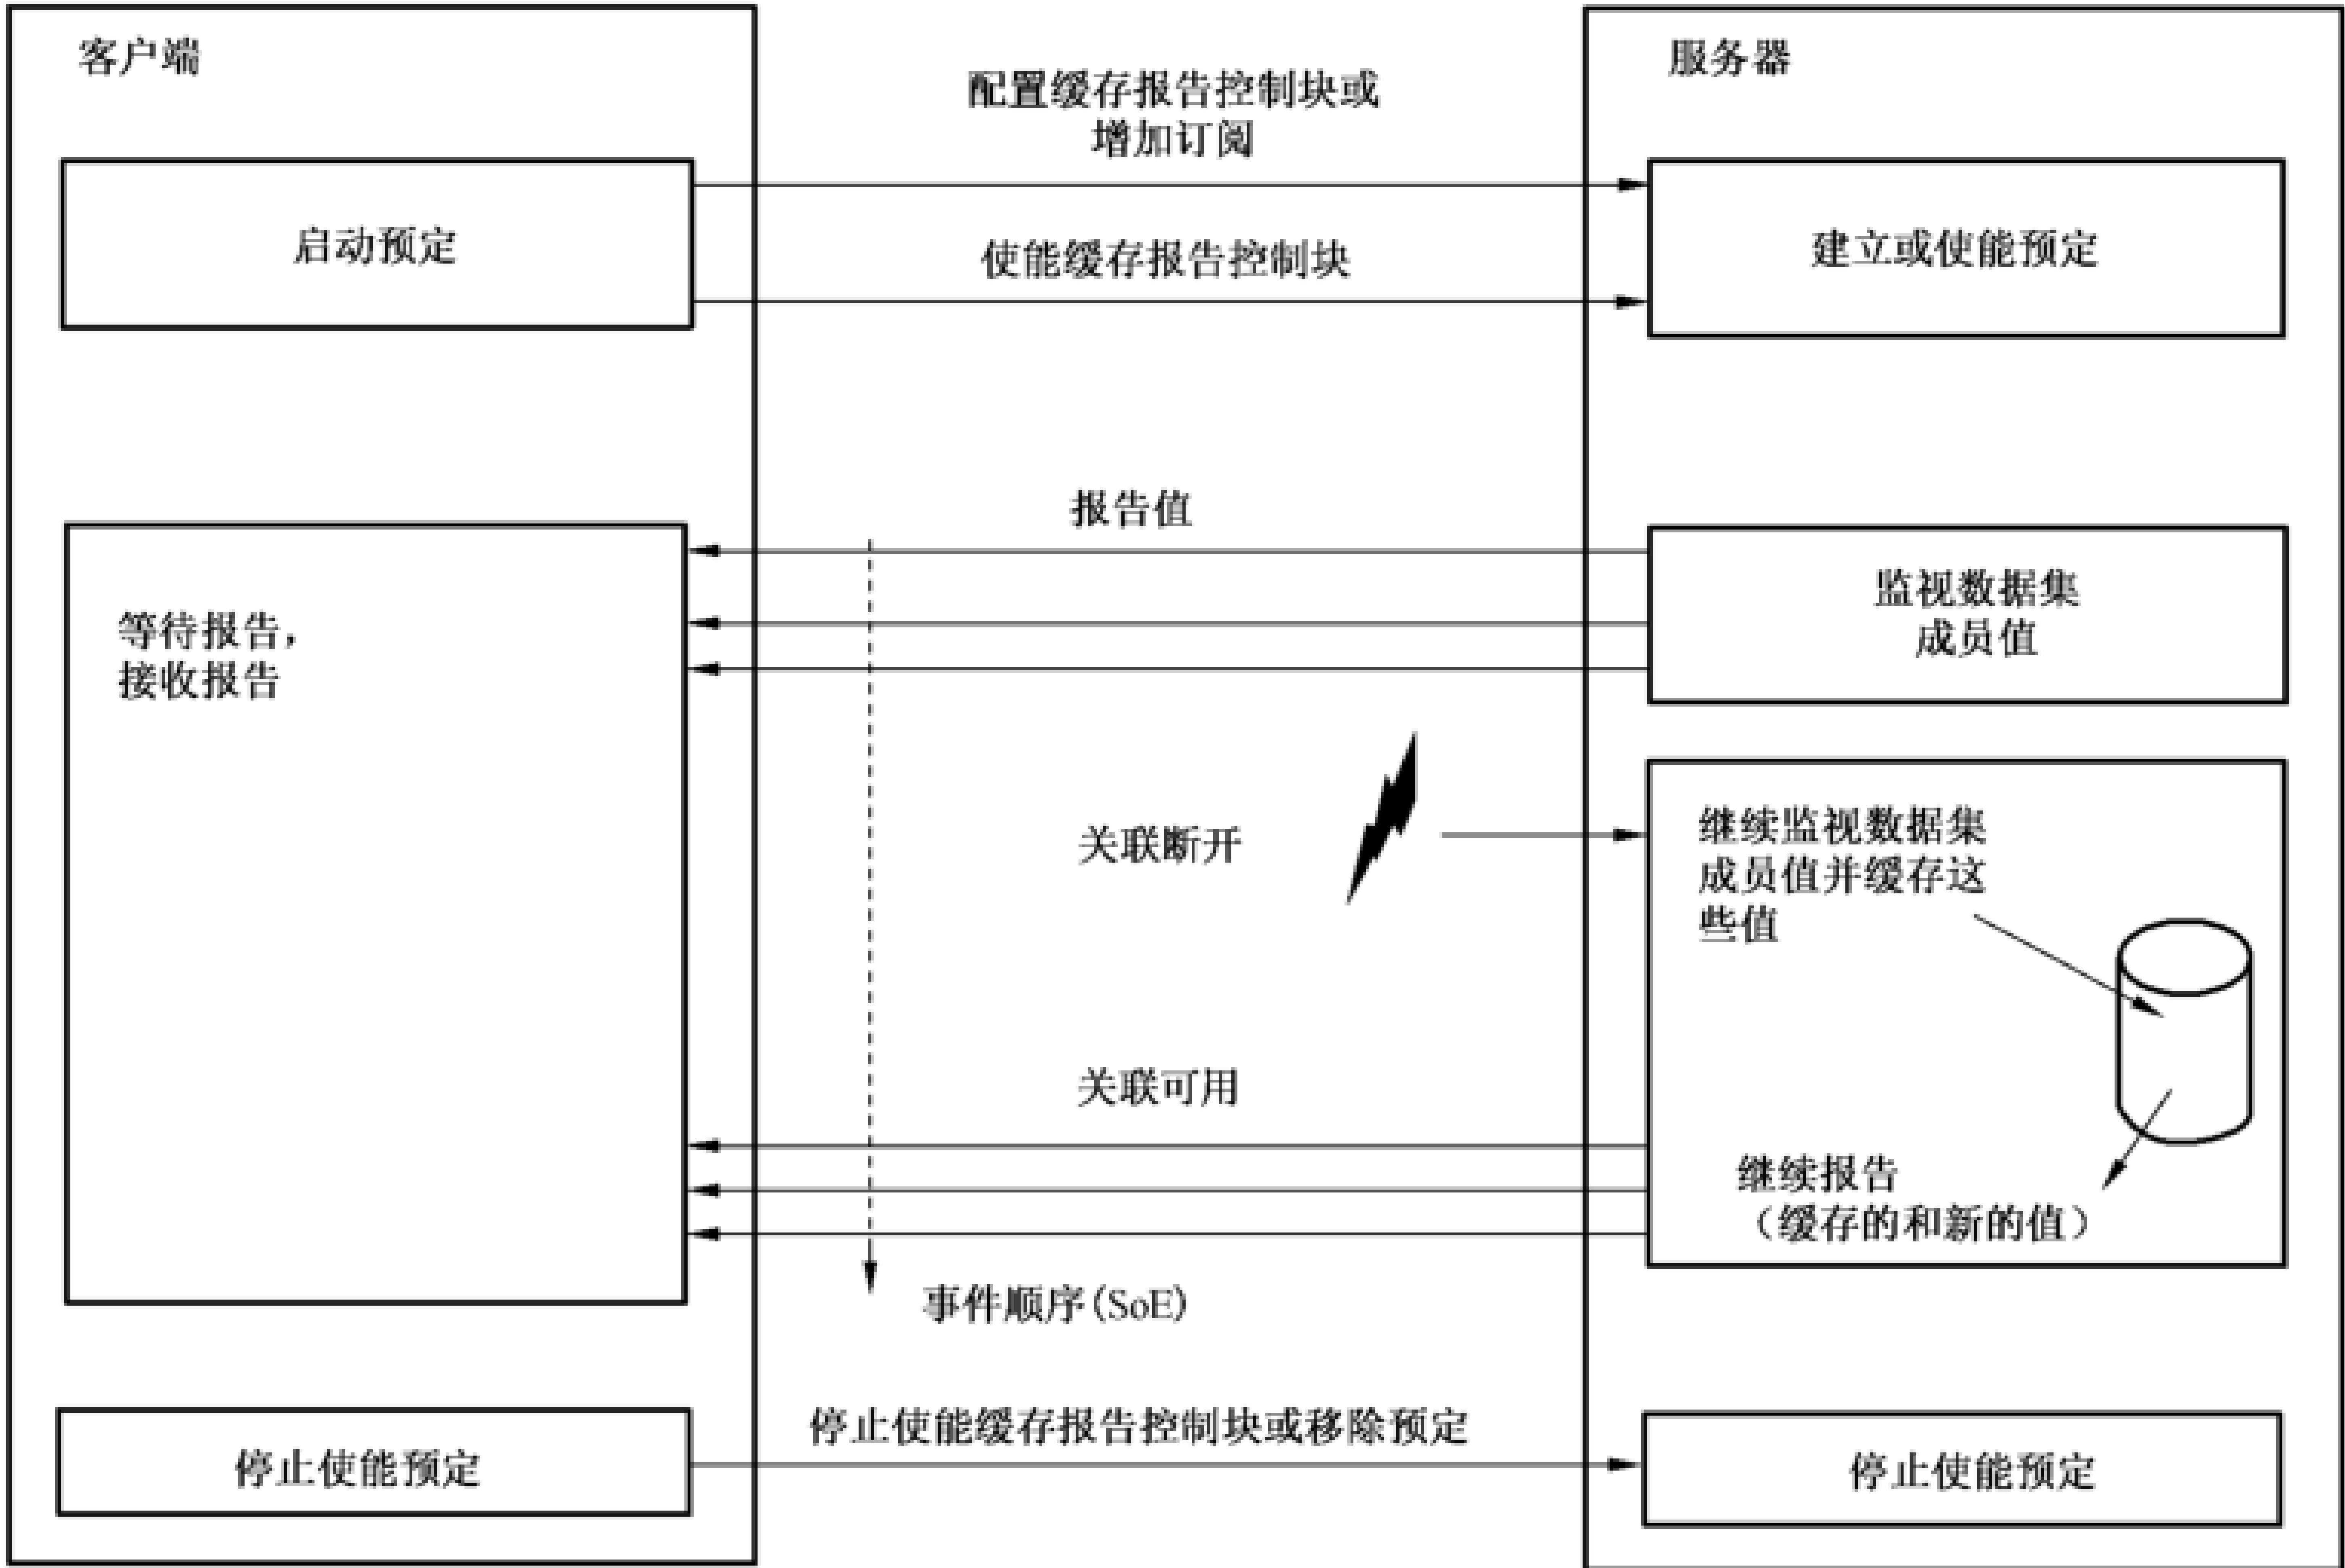 客户端
服务器
配置缓存报告控制块或
增加订阅
启动预定
使能缓存报告控制块
建立或使能预定
报告值
等待报告，
接收报告
监视数据集
成员值
关联断开
继续监视数据集
成员值并缓存这
些值
关联可用
继续报告
（缓存的和新的值）
事件顺序(SoE)
停止使能预定
停止使能缓存报告控制块或移除预定
停止使能预定